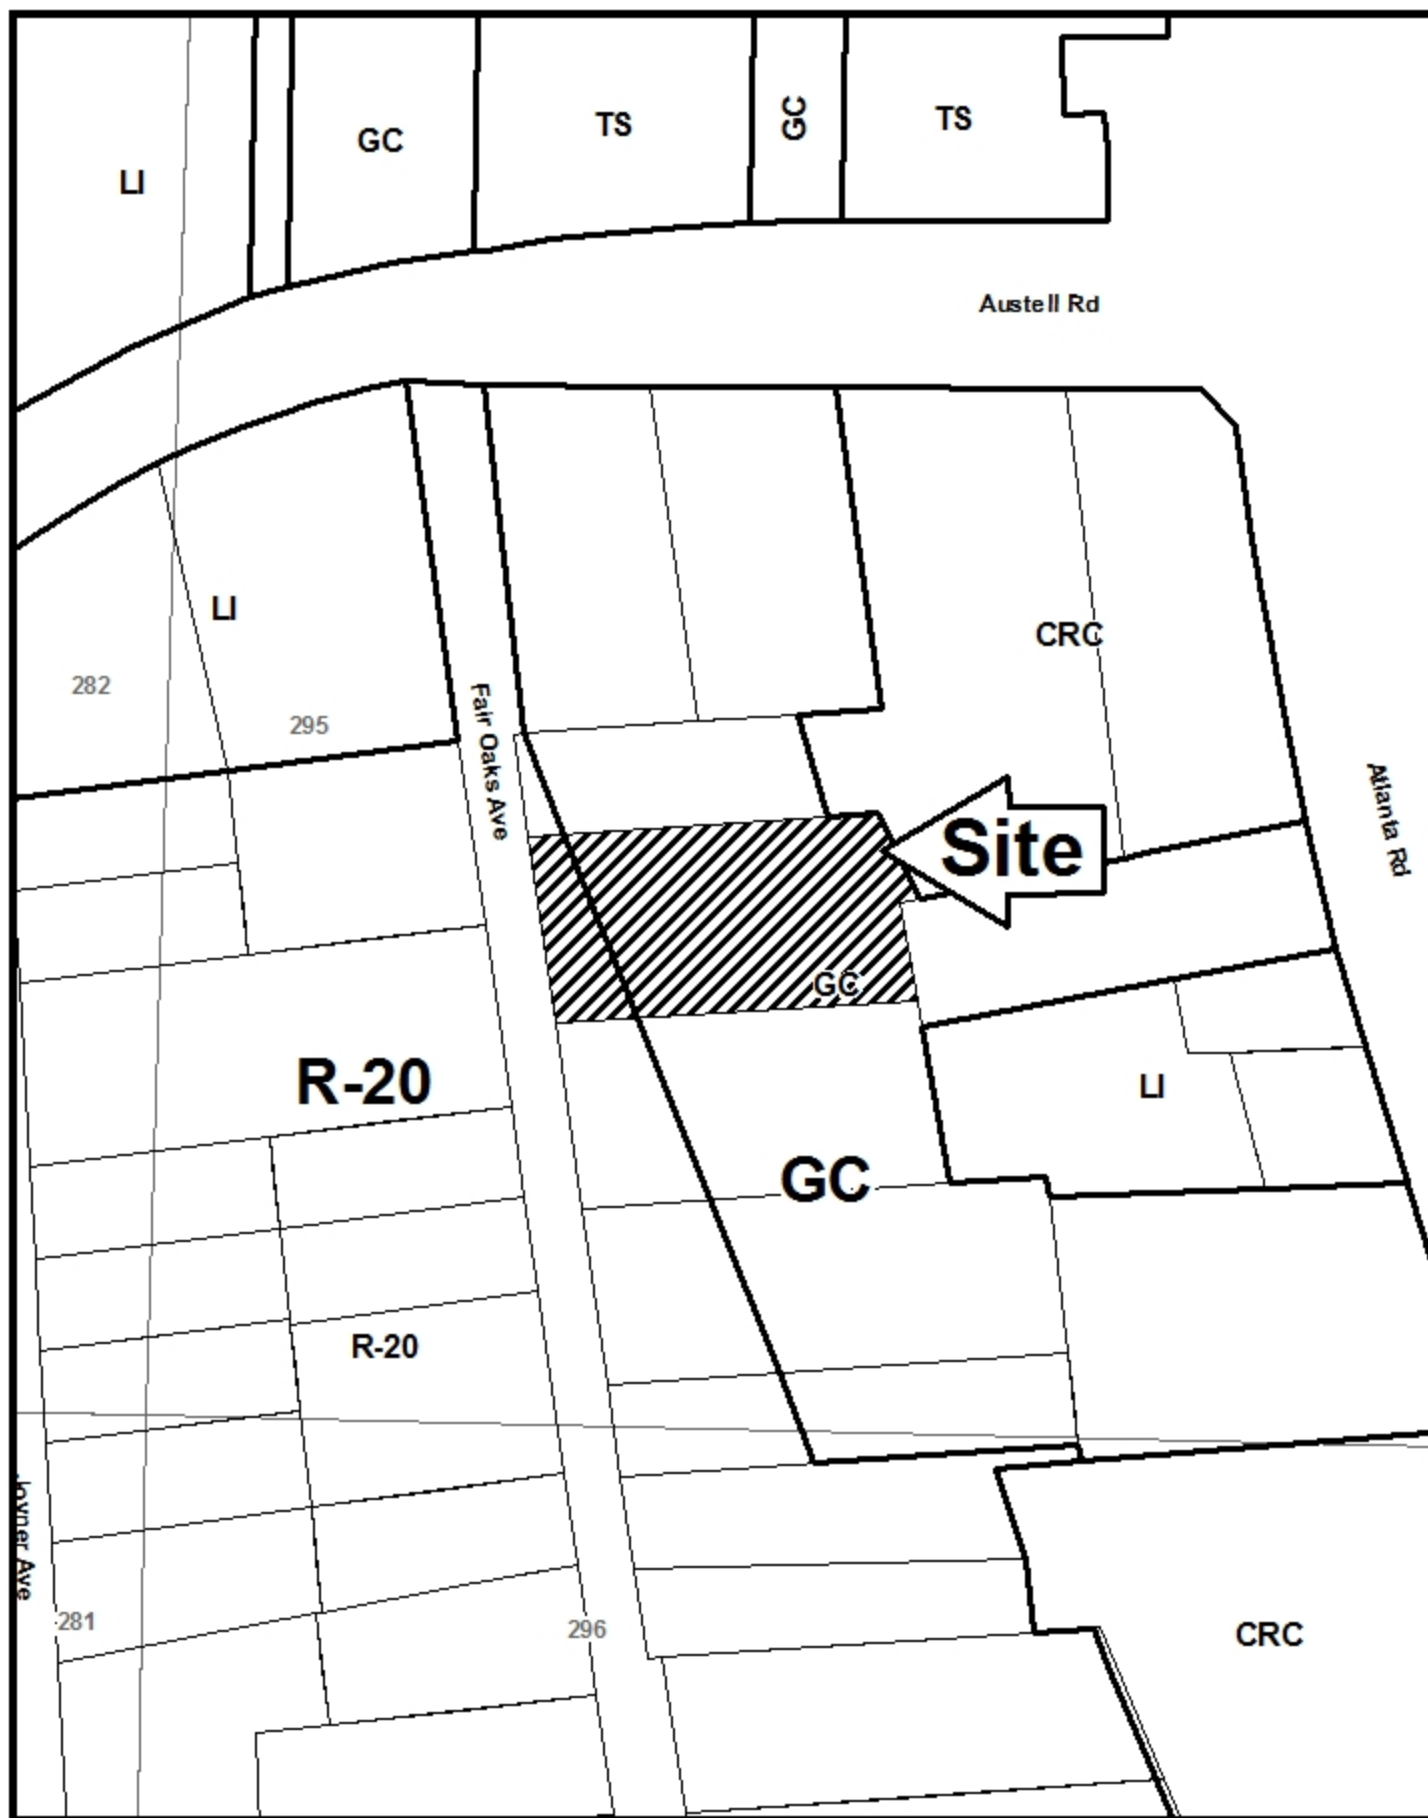 GC
TS
GC
TS
LI
Austell Rd
LI
CRC
282
295
Fair Oaks Ave
Atlanta Rd
Site
GC
R-20
LI
GC
R-20
Joyner Ave
281
296
CRC